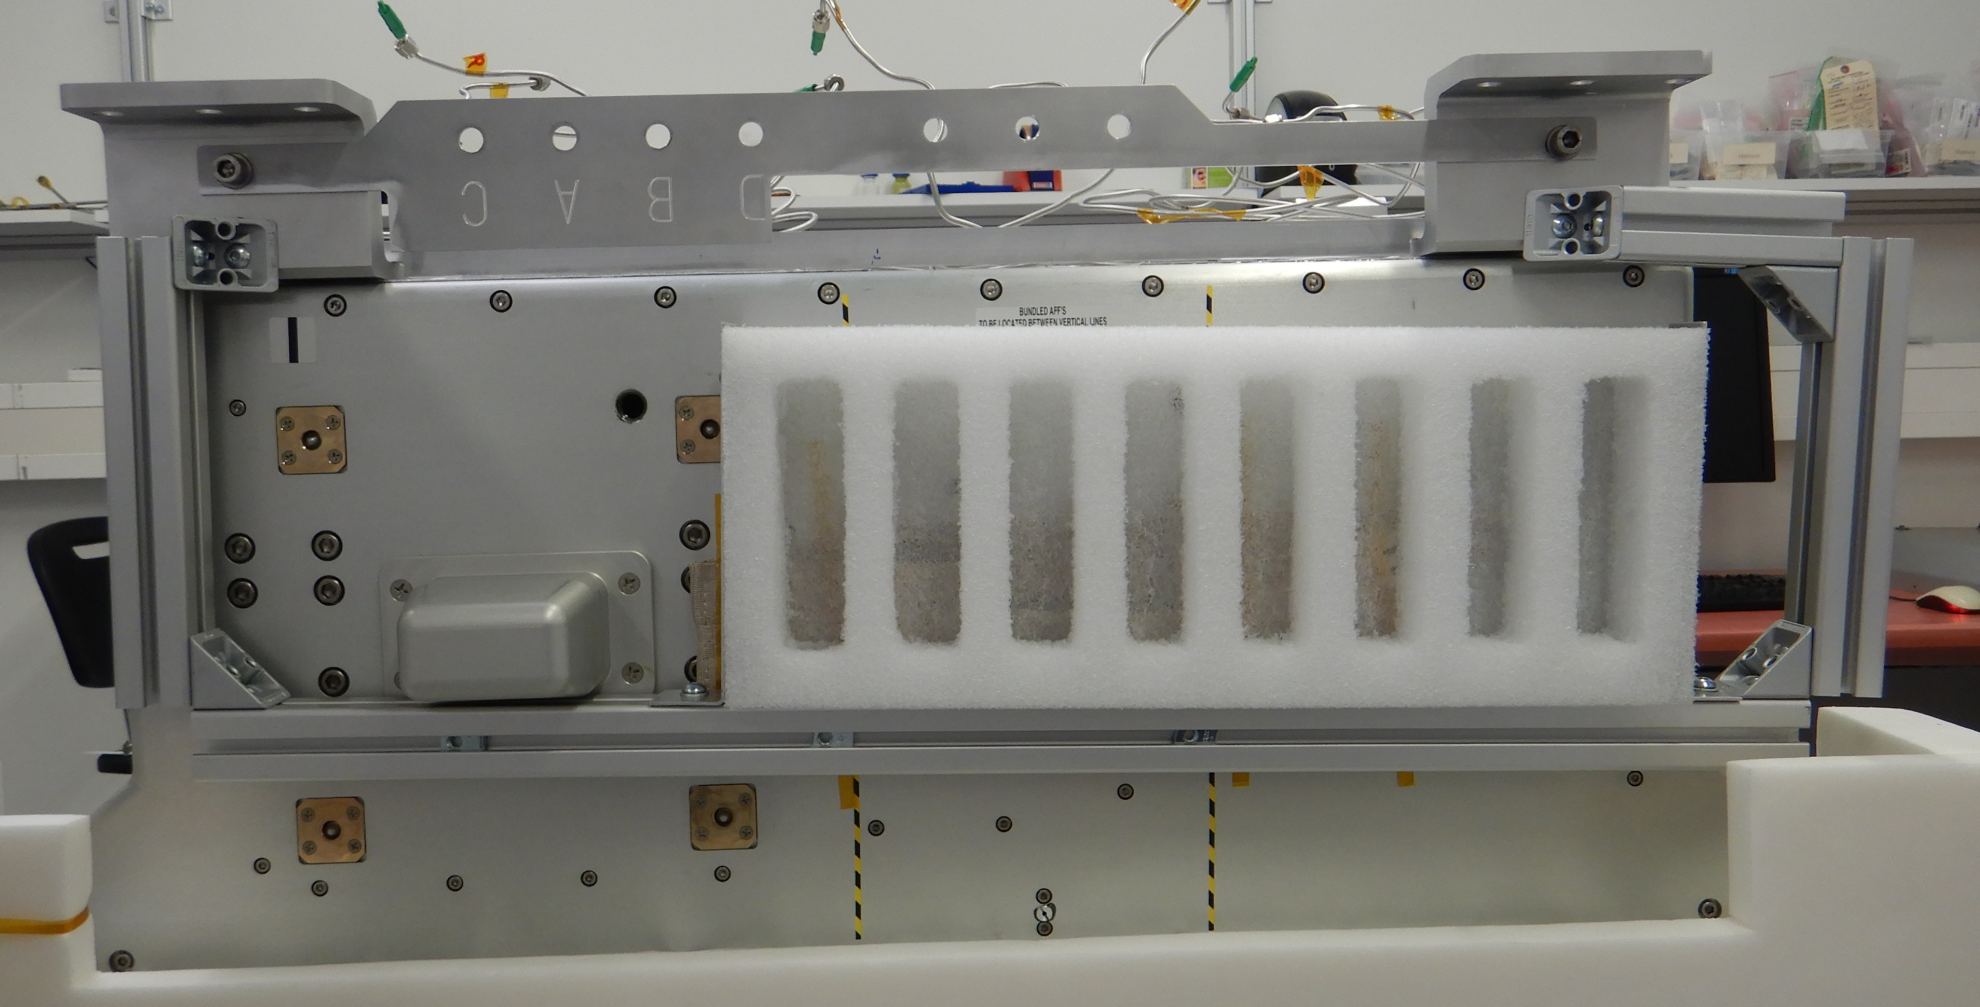 C A B D
BUNDLED AFF'S
TO BE LOCATED BETWEEN VERTICAL LINES